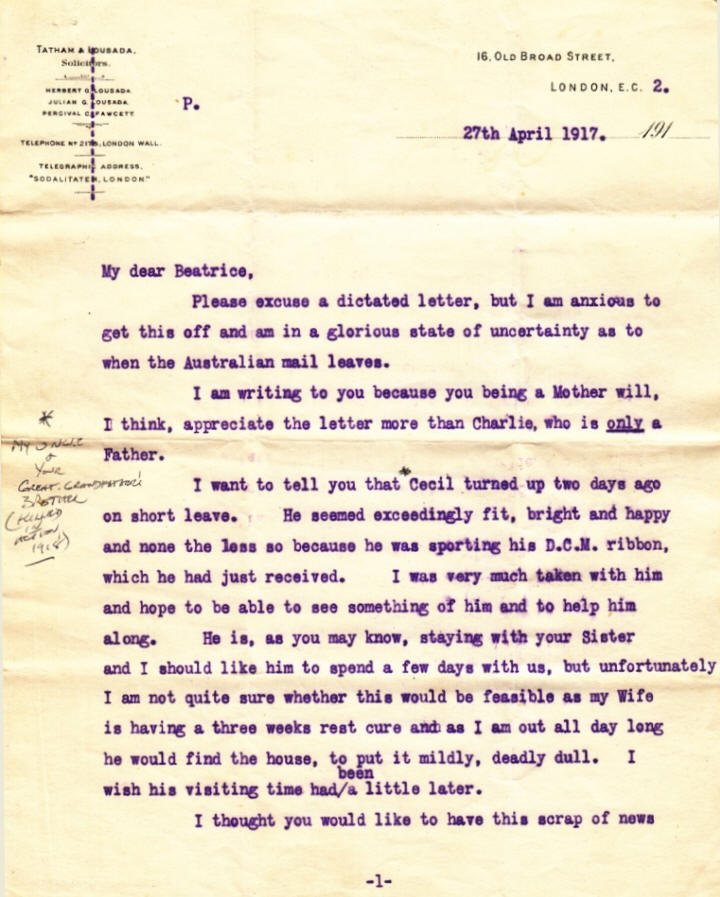 TATHAM & LOUSADA,
Solicitors.
HERBERT G. LOUSADA
JULIAN G. LOUSADA.
PERCIVAL C. FAWCETT.
TELEPHONE Nº LONDON WALL.
TELEGRAPHIC ADDRESS,
"SODALITATEM, LONDON."
P.
16, OLD BROAD STREET,
LONDON, E.C. 2.
27th April 1917. 191
My dear Beatrice,
Please excuse a dictated letter, but I am anxious to
get this off and am in a glorious state of uncertainty as to
when the Australian mail leaves.
I am writing to you because you being a Mother will,
I think, appreciate the letter more than Charlie, who is only a
Father.
I want to tell you that *Cecil turned up two days ago
on short leave. He seemed exceedingly fit, bright and happy
and none the less so because he was sporting his D.C.M. ribbon,
which he had just received. I was very much taken with him
and hope to be able to see something of him and to help him
along. He is, as you may know, staying with your Sister
and I should like him to spend a few days with us, but unfortunately
I am not quite sure whether this would be feasible as my Wife
is having a three weeks rest cure and as I am out all day long
he would find the house, to put it mildly, deadly dull. I
been
wish his visiting time had/a little later.
I thought you would like to have this scrap of news
-1-
*
MY UNCLE
&
YOUR
GREAT-GRANDFATHER'S
BROTHER
(KILLED
IN
ACTION
1918)